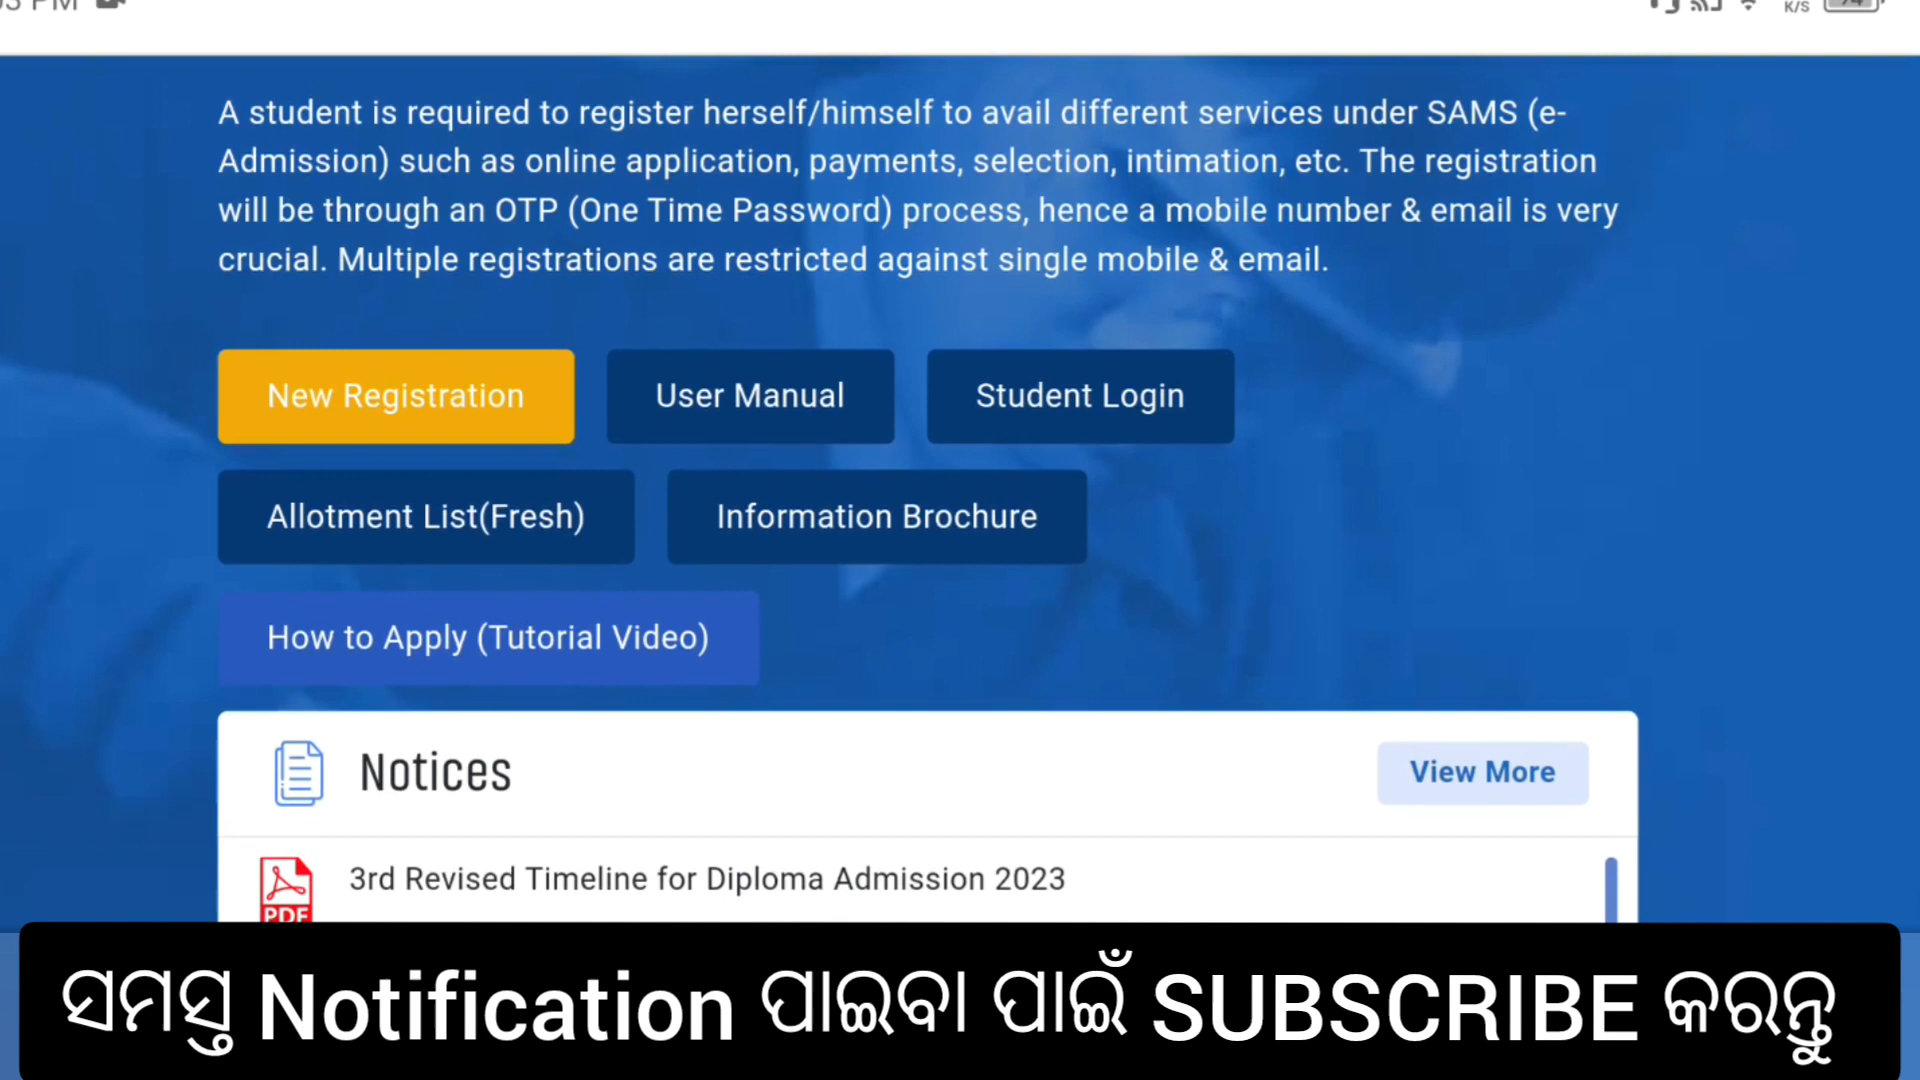 PM
K/S
A student is required to register herself/himself to avail different services under SAMS (e-
Admission) such as online application, payments, selection, intimation, etc. The registration
will be through an OTP (One Time Password) process, hence a mobile number & email is very
crucial. Multiple registrations are restricted against single mobile & email.
New Registration User Manual Student Login
Allotment List(Fresh) Information Brochure
How to Apply (Tutorial Video)
Notices View More
3rd Revised Timeline for Diploma Admission 2023
PDF
ସମସ୍ତ Notification ପାଇବା ପାଇଁ SUBSCRIBE କରନ୍ତୁ